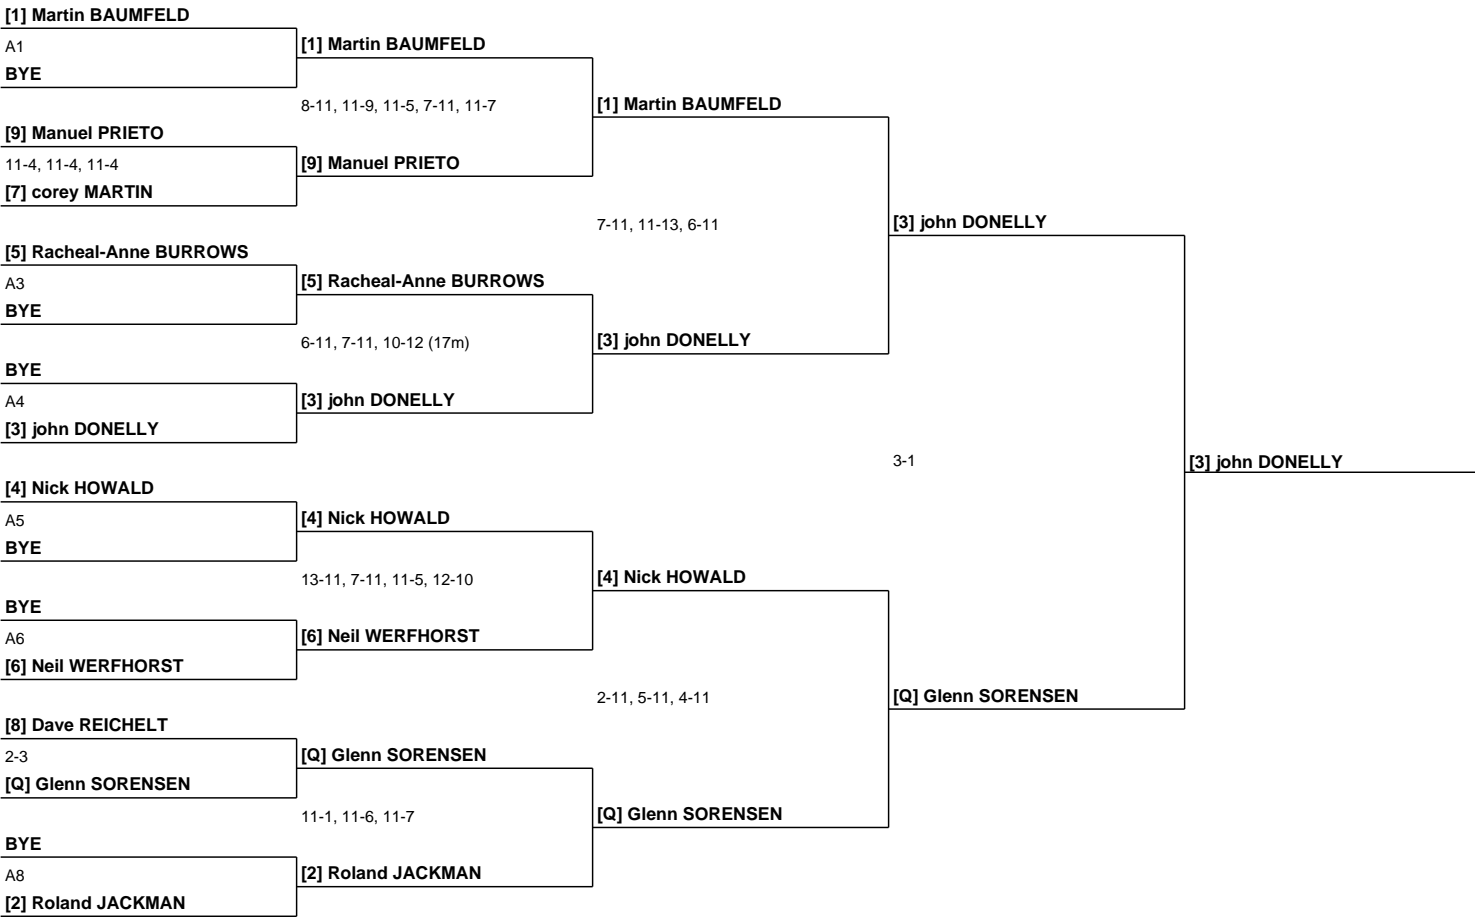 [1] Martin BAUMFELD
A1
BYE
[9] Manuel PRIETO
11-4, 11-4, 11-4
[7] corey MARTIN
[5] Racheal-Anne BURROWS
A3
BYE
BYE
A4
[3] john DONELLY
[4] Nick HOWALD
A5
BYE
BYE
A6
[6] Neil WERFHORST
[8] Dave REICHELT
2-3
[Q] Glenn SORENSEN
BYE
A8
[2] Roland JACKMAN
[1] Martin BAUMFELD
8-11, 11-9, 11-5, 7-11, 11-7
[9] Manuel PRIETO
[5] Racheal-Anne BURROWS
6-11, 7-11, 10-12 (17m)
[3] john DONELLY
[4] Nick HOWALD
13-11, 7-11, 11-5, 12-10
[6] Neil WERFHORST
[Q] Glenn SORENSEN
11-1, 11-6, 11-7
[2] Roland JACKMAN
[1] Martin BAUMFELD
7-11, 11-13, 6-11
[3] john DONELLY
[4] Nick HOWALD
2-11, 5-11, 4-11
[Q] Glenn SORENSEN
[3] john DONELLY
3-1
[Q] Glenn SORENSEN
[3] john DONELLY